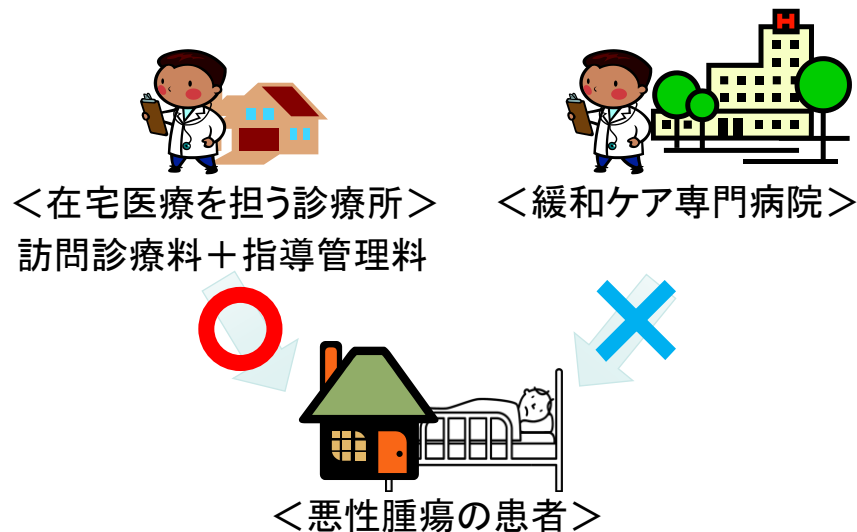 H
＜在宅医療を担う診療所＞
訪問診療料＋指導管理料
＜緩和ケア専門病院＞
＜悪性腫瘍の患者＞